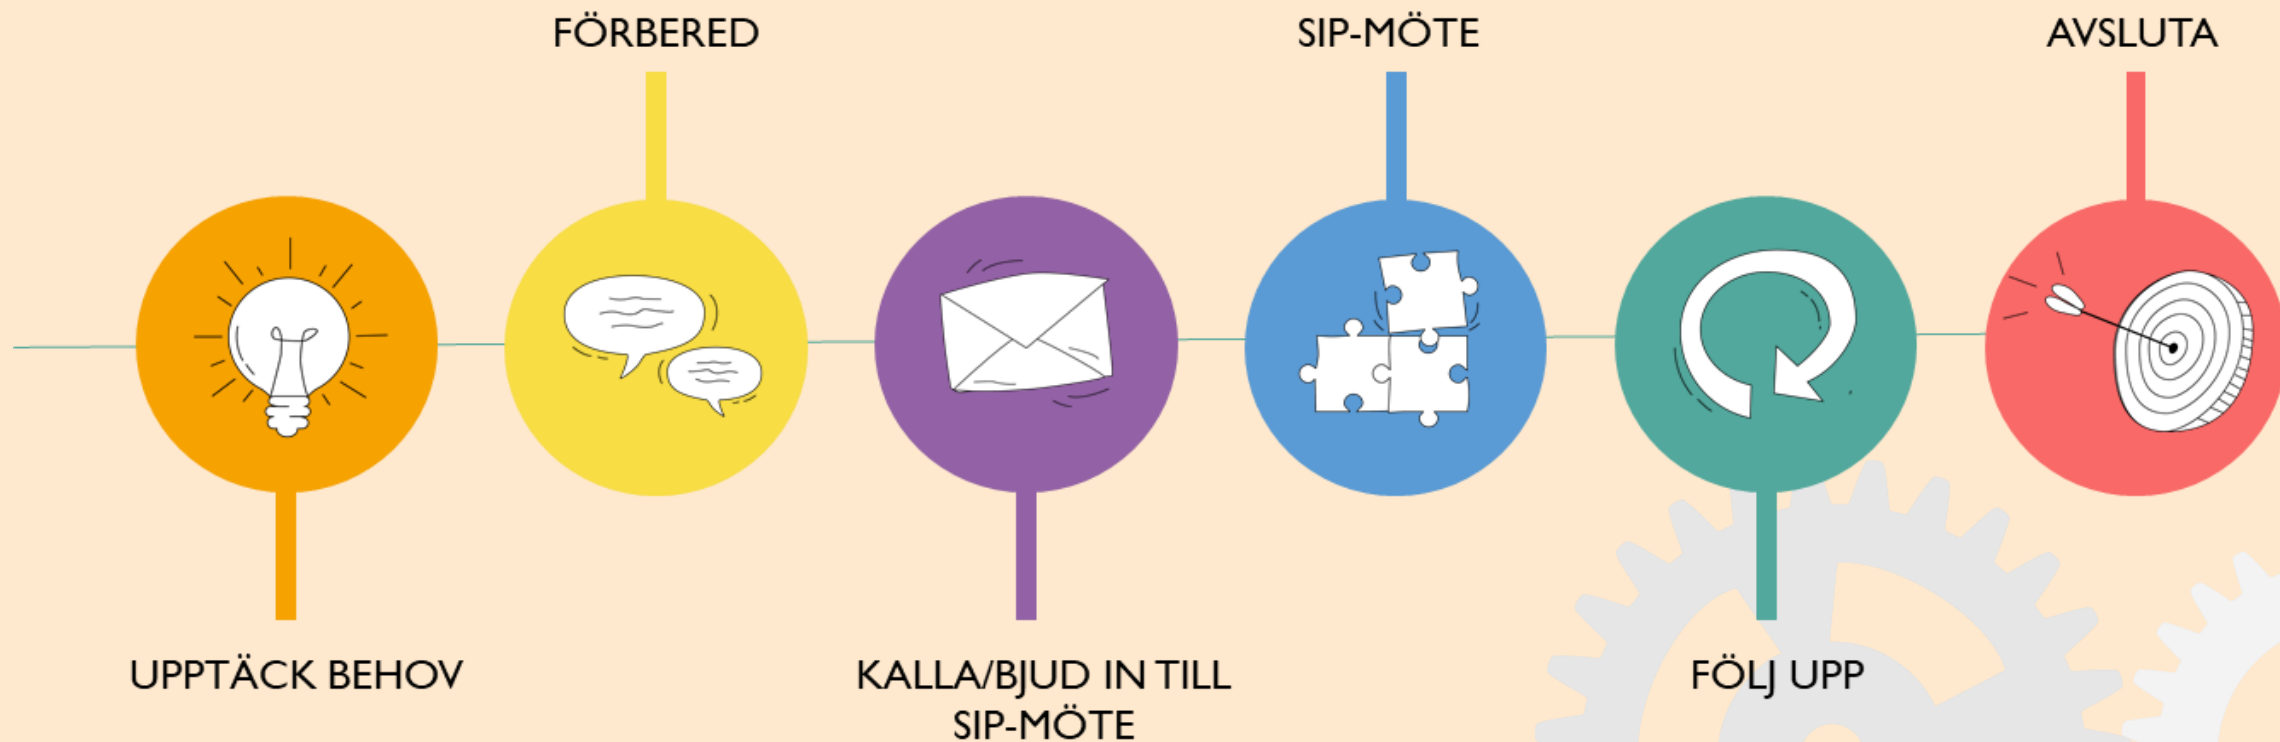 UPPTÄCK BEHOV
FÖRBERED
KALLA/BJUD IN TILL
SIP-MÖTE
SIP-MÖTE
FÖLJ UPP
AVSLUTA